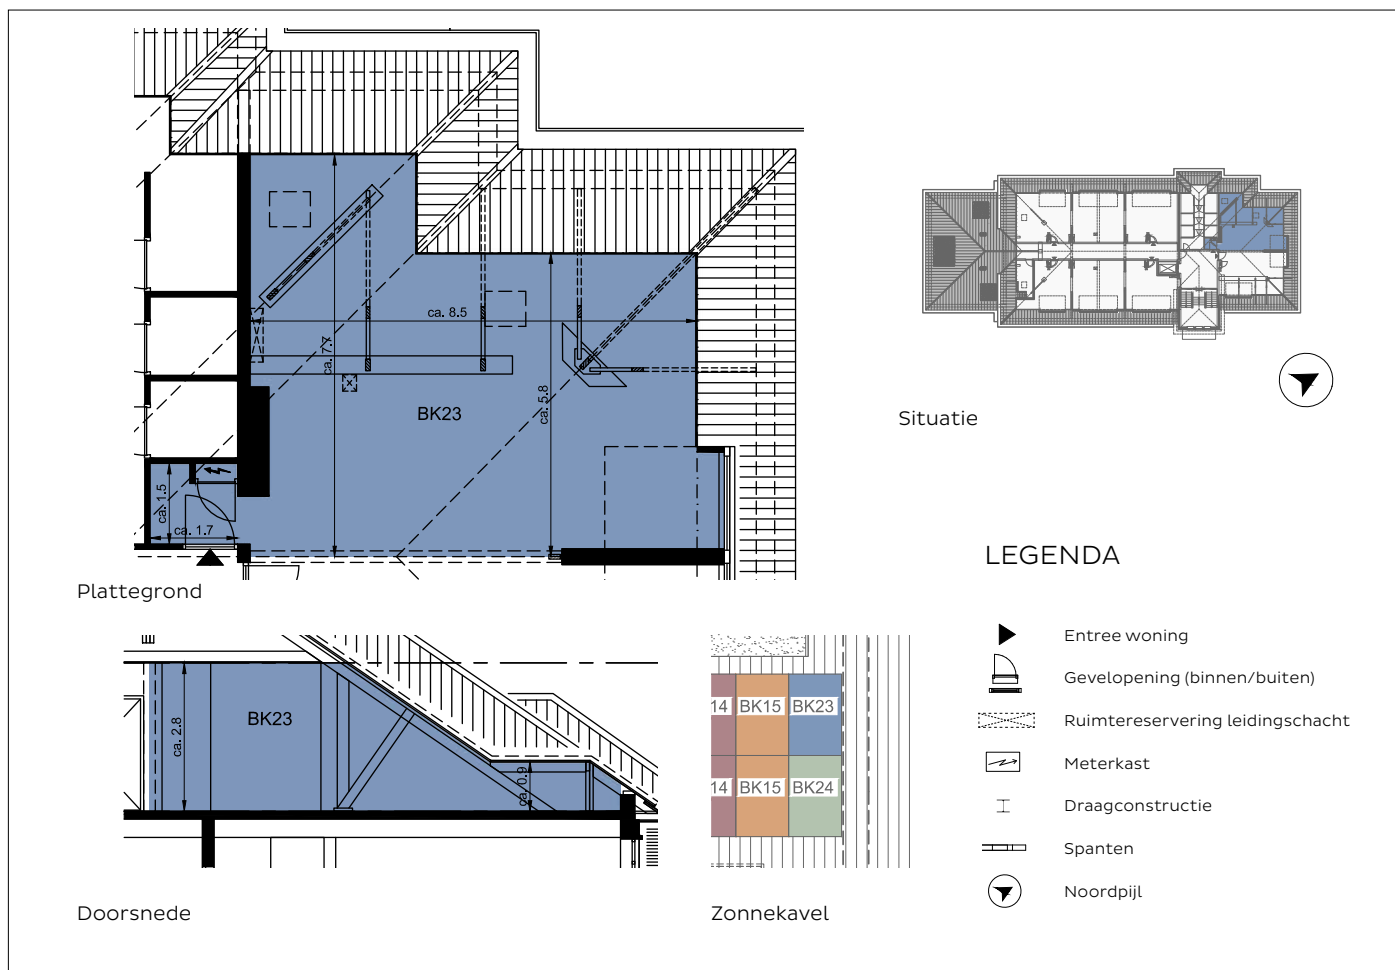 ca. 8.5
ca. 7.7
ca. 5.8
BK23
ca. 1.5
ca. 1.7
Plattegrond
Situatie
BK23
ca. 2.8
ca. 0.9
Doorsnede
14 BK15 BK23
14 BK15 BK24
Zonnekavel
LEGENDA
Entree woning
Gevelopening (binnen/buiten)
Ruimtereservering leidingschacht
Meterkast
Draagconstructie
Spanten
Noordpijl